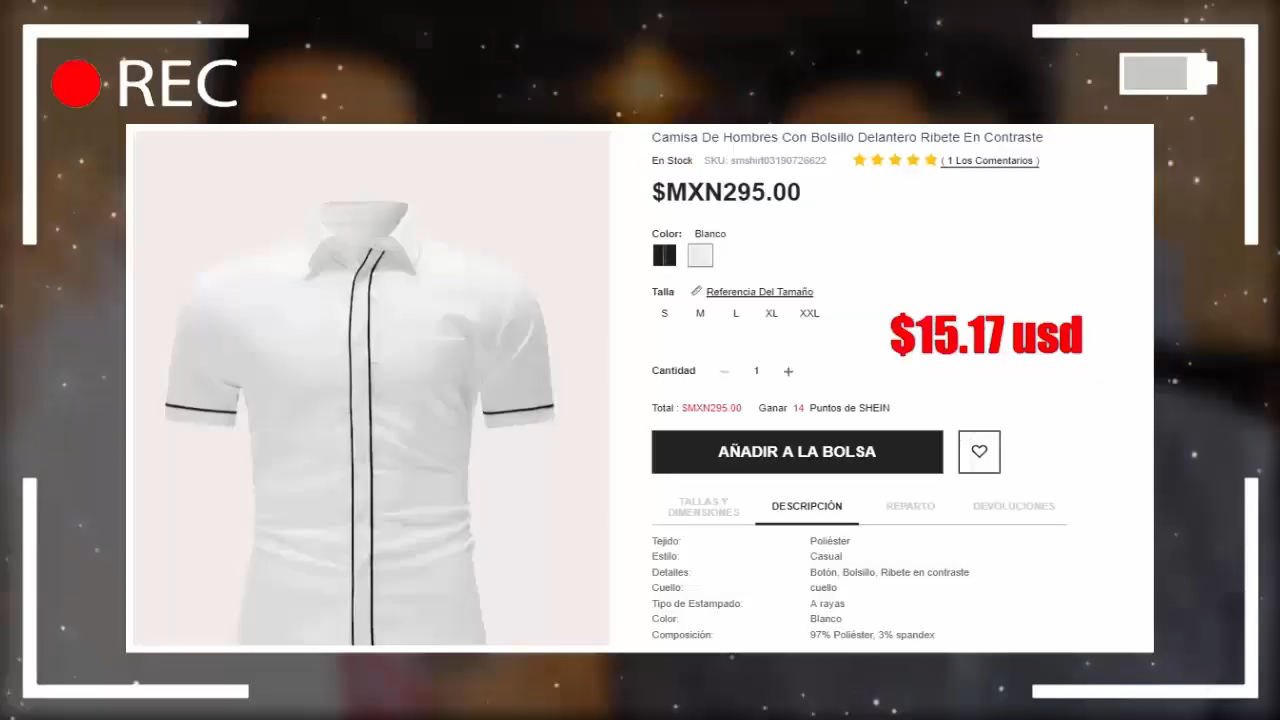 REC
Camisa De Hombres Con Bolsillo Delantero Ribete En Contraste
En Stock SKU: smshirt03190726622 ( 1 Los Comentarios )
$MXN295.00
Color: Blanco
Talla Referencia Del Tamaño
S M L XL XXL
$15.17 usd
Cantidad − 1 +
Total : $MXN295.00 Ganar 14 Puntos de SHEIN
AÑADIR A LA BOLSA
TALLAS Y
DIMENSIONES DESCRIPCIÓN REPARTO DEVOLUCIONES
Tejido: Poliéster
Estilo: Casual
Detalles: Botón, Bolsillo, Ribete en contraste
Cuello: cuello
Tipo de Estampado: A rayas
Color: Blanco
Composición: 97% Poliéster, 3% spandex